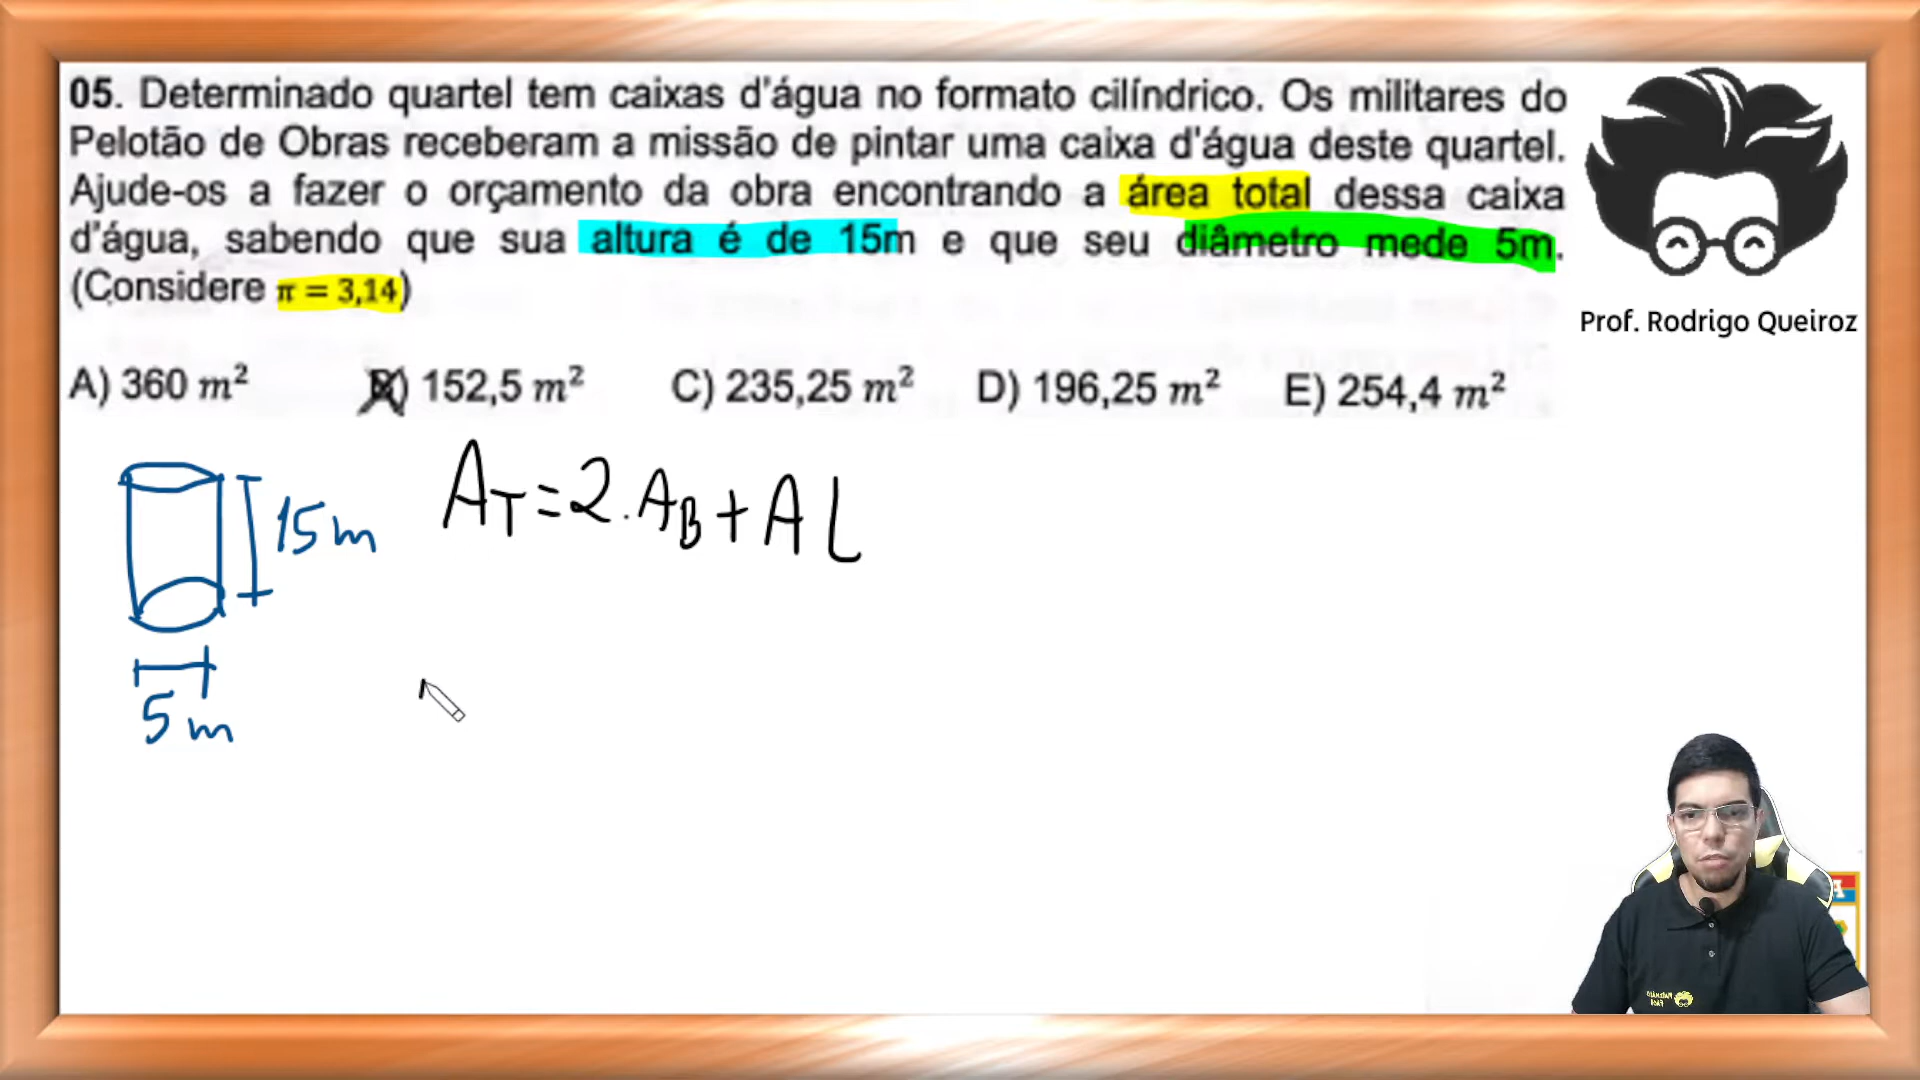 05. Determinado quartel tem caixas d'água no formato cilíndrico. Os militares do
Pelotão de Obras receberam a missão de pintar uma caixa d'água deste quartel.
Ajude-os a fazer o orçamento da obra encontrando a área total dessa caixa
d'água, sabendo que sua altura é de 15m e que seu diâmetro mede 5m.
(Considere π = 3,14)
Prof. Rodrigo Queiroz
A) 360 m² B) 152,5 m² C) 235,25 m² D) 196,25 m² E) 254,4 m²
A_T = 2.A_B + AL
15m
5m